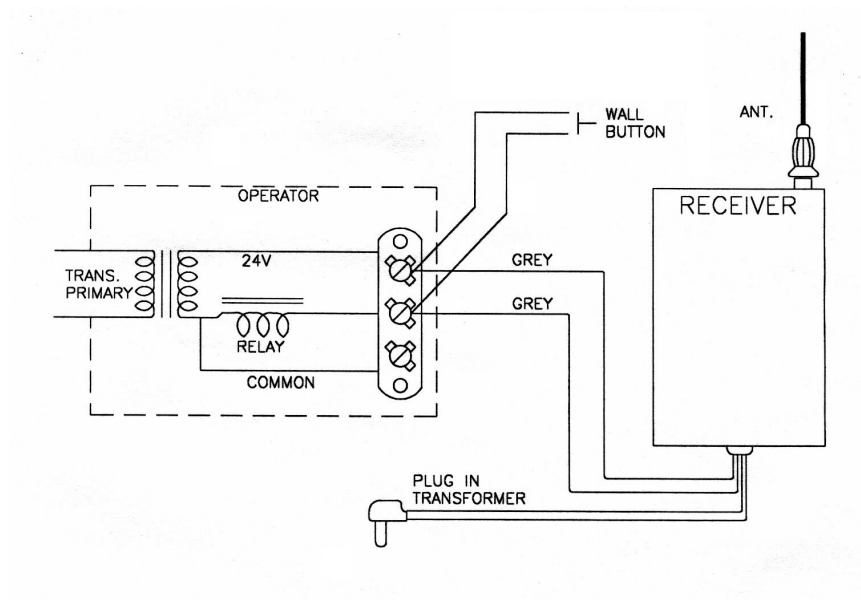 WALL
BUTTON
ANT.
OPERATOR
RECEIVER
24V
TRANS.
PRIMARY
GREY
GREY
RELAY
COMMON
PLUG IN
TRANSFORMER